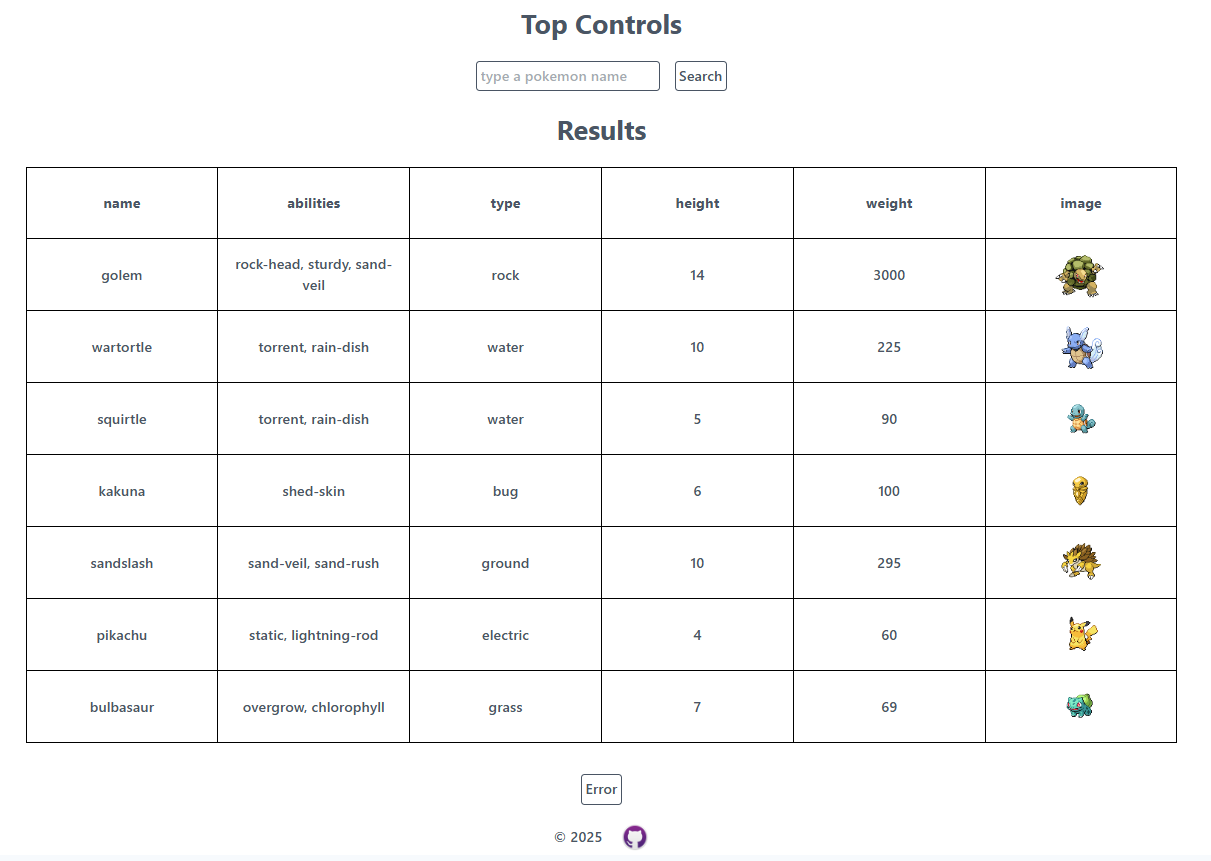 Top Controls
type a pokemon name Search
Results
name abilities type height weight image
golem rock-head, sturdy, sand-
veil rock 14 3000
wartortle torrent, rain-dish water 10 225
squirtle torrent, rain-dish water 5 90
kakuna shed-skin bug 6 100
sandslash sand-veil, sand-rush ground 10 295
pikachu static, lightning-rod electric 4 60
bulbasaur overgrow, chlorophyll grass 7 69
Error
© 2025